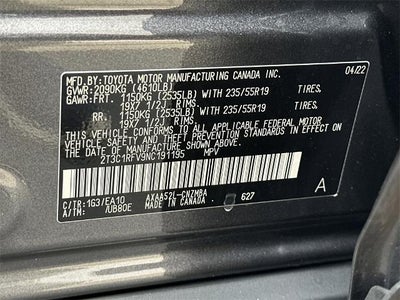 MFD.BY:TOYOTA MOTOR MANUFACTURING CANADA INC.
GVWR: 2090KG (4610LB) 04/22
GAWR:FRT. 1150KG (2535LB) WITH 235/55R19 TIRES.
19X7 1/2J RIMS
RR. 1150KG (2535LB) WITH 235/55R19 TIRES.
19X7 1/2J RIMS
THIS VEHICLE CONFORMS TO ALL APPLICABLE FEDERAL MOTOR
VEHICLE SAFETY, BUMPER, AND THEFT PREVENTION STANDARDS
IN EFFECT ON THE DATE OF MANUFACTURE SHOWN ABOVE.
2T3C1RFV9NC191195 MPV
C/TR:1G3/EA10 AXAA52L-CNZMBA
A/TM: /UB80E 627 A